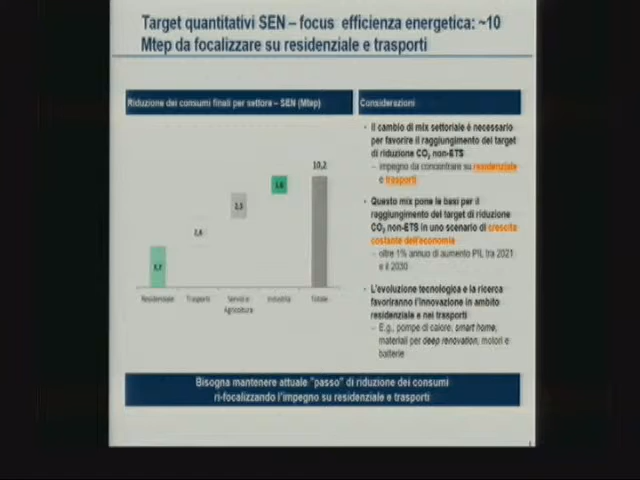 Target quantitativi SEN – focus efficienza energetica: ~10
Mtep da focalizzare su residenziale e trasporti
Riduzione dei consumi finali per settore – SEN (Mtep)
Considerazioni
10,2
Residenziale
Trasporti
Servizi e
Agricoltura
Industria
Totale
- Il cambio di mix settoriale è necessario
per favorire il raggiungimento del target
di riduzione CO₂ non-ETS
– impegno da concentrare su residenziale
e trasporti
- Questo mix pone le basi per il
raggiungimento del target di riduzione
CO₂ non-ETS in uno scenario di crescita
costante dell'economia
– oltre 1% annuo di aumento PIL tra 2021
e il 2030
- L'evoluzione tecnologica e la ricerca
favoriranno l'innovazione in ambito
residenziale e nei trasporti
– E.g., pompe di calore, smart home,
materiali per deep renovation, motori e
batterie
Bisogna mantenere attuale "passo" di riduzione dei consumi
ri-focalizzando l'impegno su residenziale e trasporti